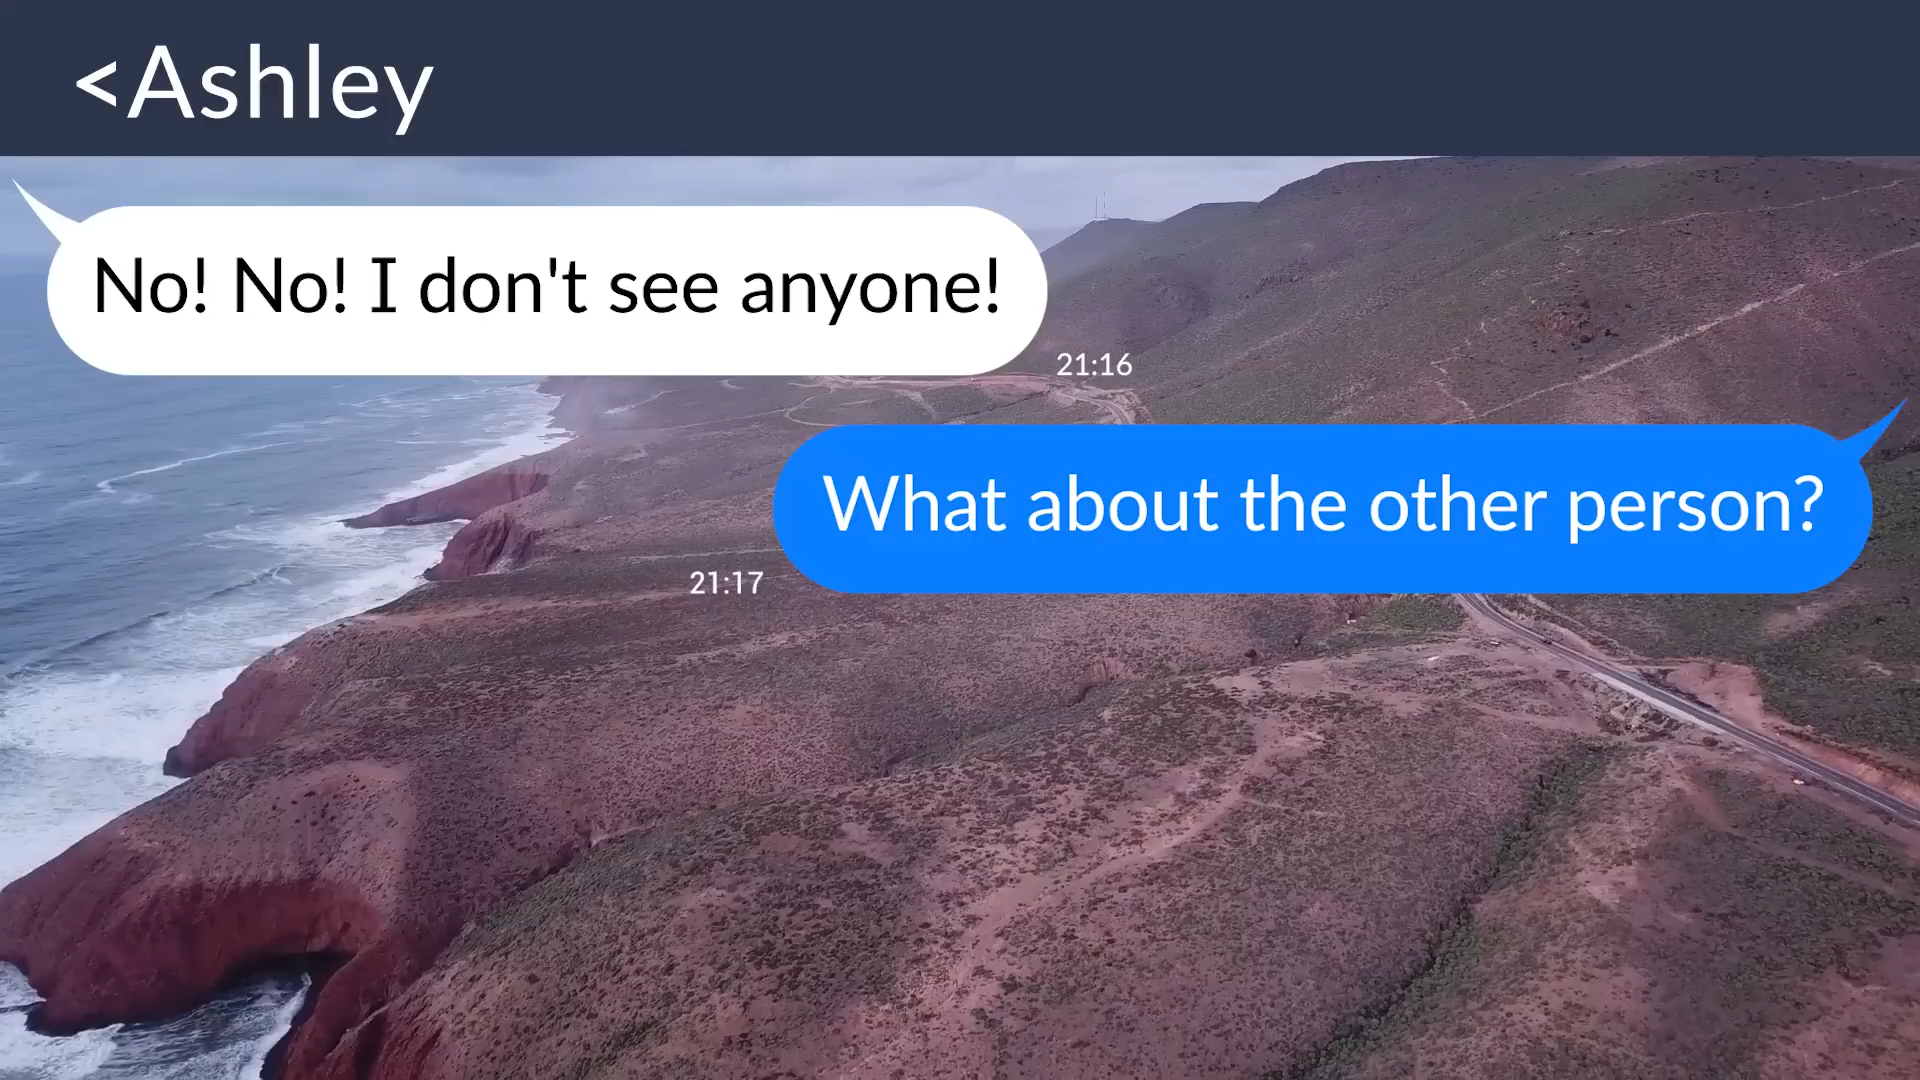 <Ashley
No! No! I don't see anyone!
21:16
What about the other person?
21:17